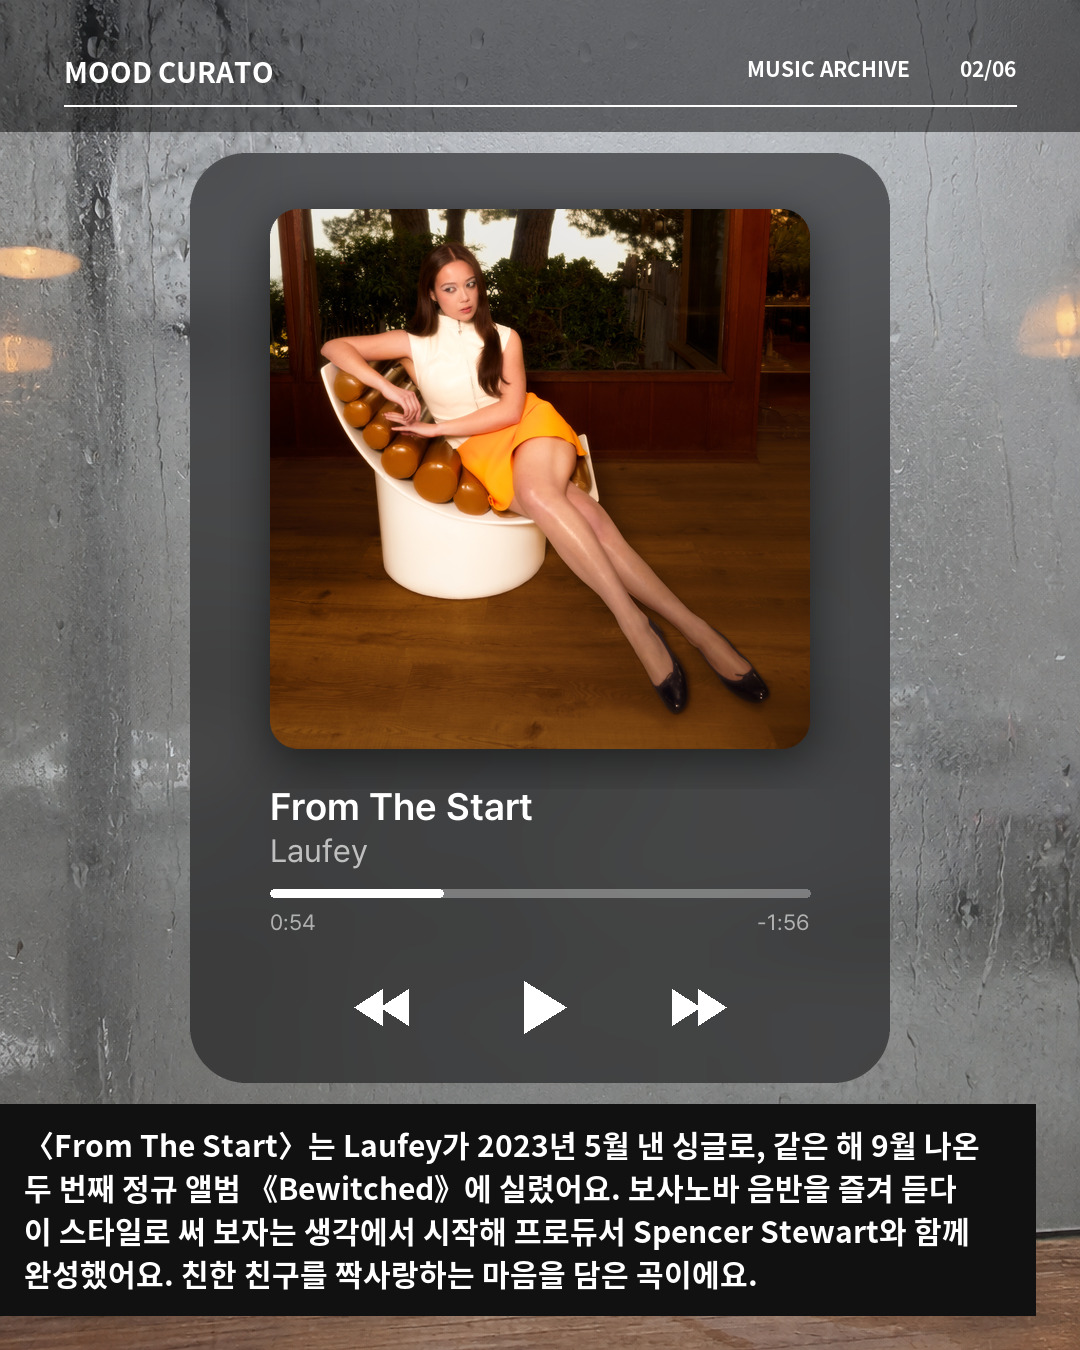 MOOD CURATO
MUSIC ARCHIVE 02/06
From The Start
Laufey
0:54 -1:56
〈From The Start〉는 Laufey가 2023년 5월 낸 싱글로, 같은 해 9월 나온
두 번째 정규 앨범 《Bewitched》에 실렸어요. 보사노바 음반을 즐겨 듣다
이 스타일로 써 보자는 생각에서 시작해 프로듀서 Spencer Stewart와 함께
완성했어요. 친한 친구를 짝사랑하는 마음을 담은 곡이에요.